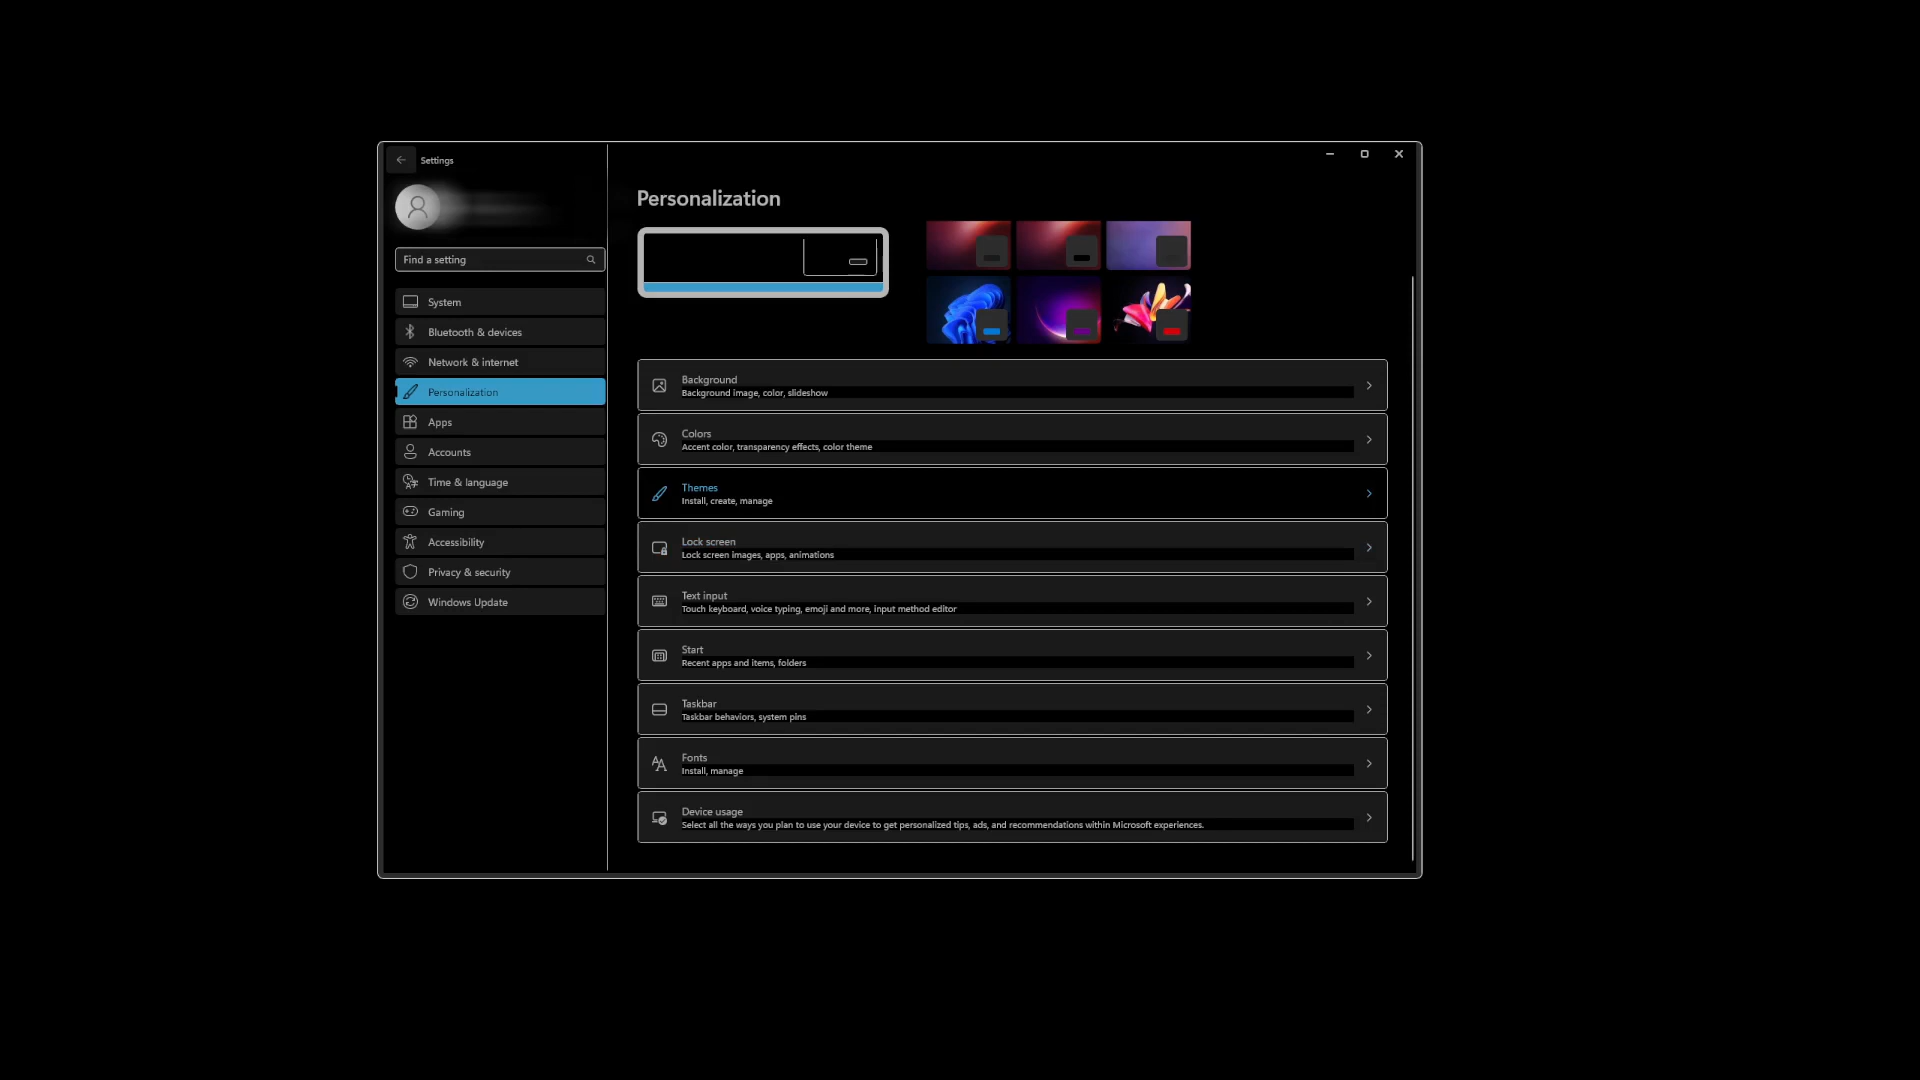 Settings
Find a setting
System
Bluetooth & devices
Network & internet
Personalization
Apps
Accounts
Time & language
Gaming
Accessibility
Privacy & security
Windows Update
Personalization
Background
Background image, color, slideshow
Colors
Accent color, transparency effects, color theme
Themes
Install, create, manage
Lock screen
Lock screen images, apps, animations
Text input
Touch keyboard, voice typing, emoji and more, input method editor
Start
Recent apps and items, folders
Taskbar
Taskbar behaviors, system pins
Fonts
Install, manage
Device usage
Select all the ways you plan to use your device to get personalized tips, ads, and recommendations within Microsoft experiences.